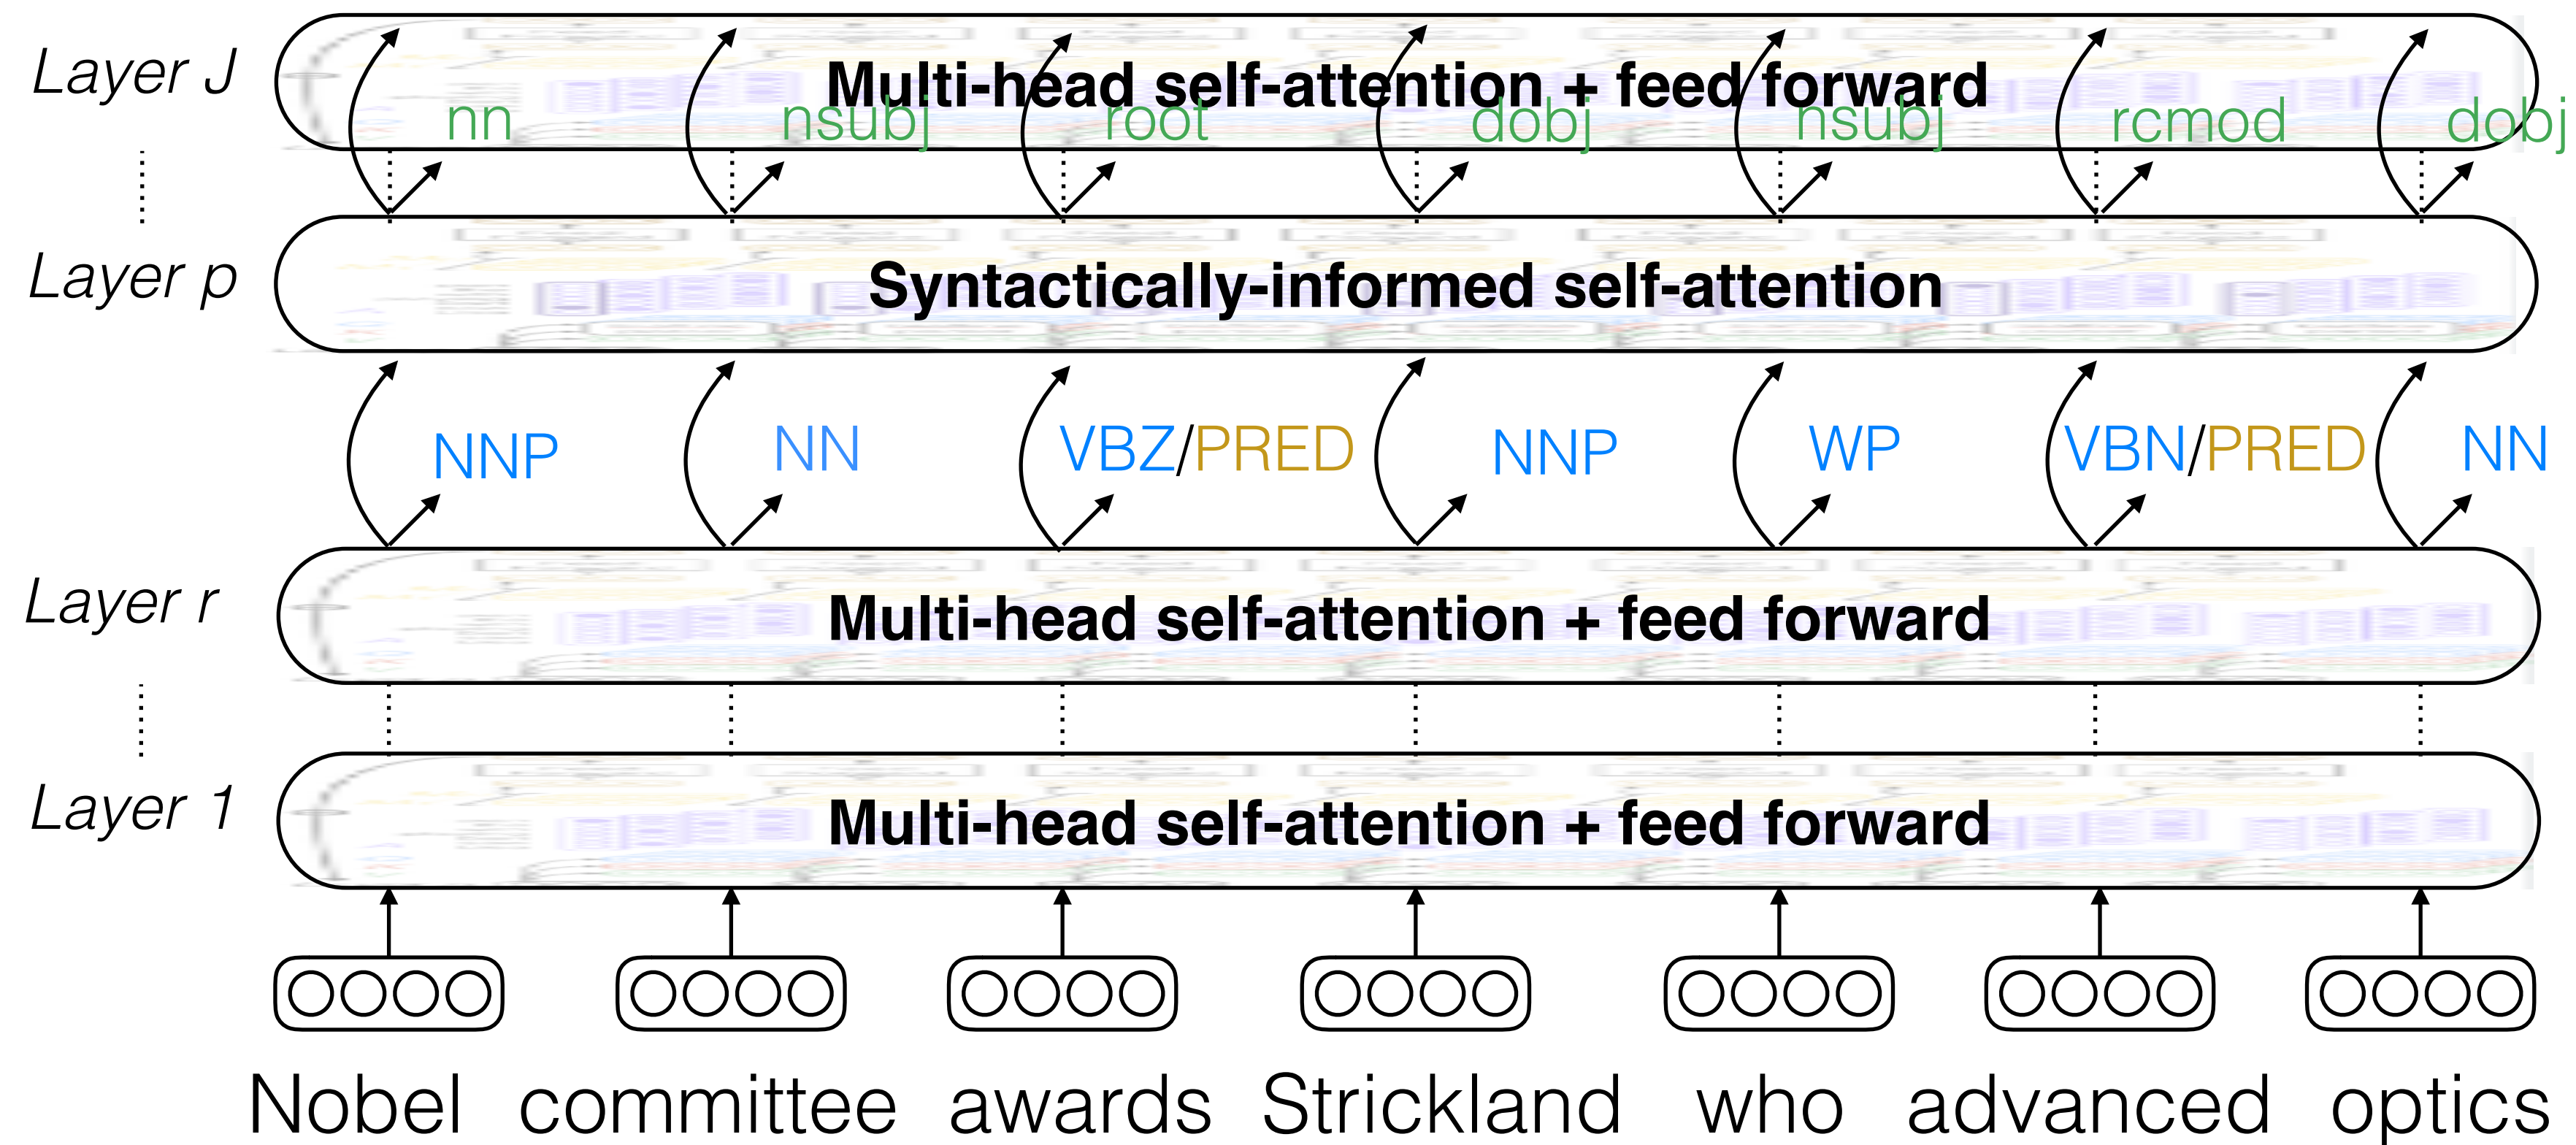 Layer J
Multi-head self-attention + feed forward
nn nsubj root dobj nsubj rcmod dobj
Layer p
Syntactically-informed self-attention
NNP NN VBZ/PRED NNP WP VBN/PRED NN
Layer r
Multi-head self-attention + feed forward
Layer 1
Multi-head self-attention + feed forward
Nobel committee awards Strickland who advanced optics